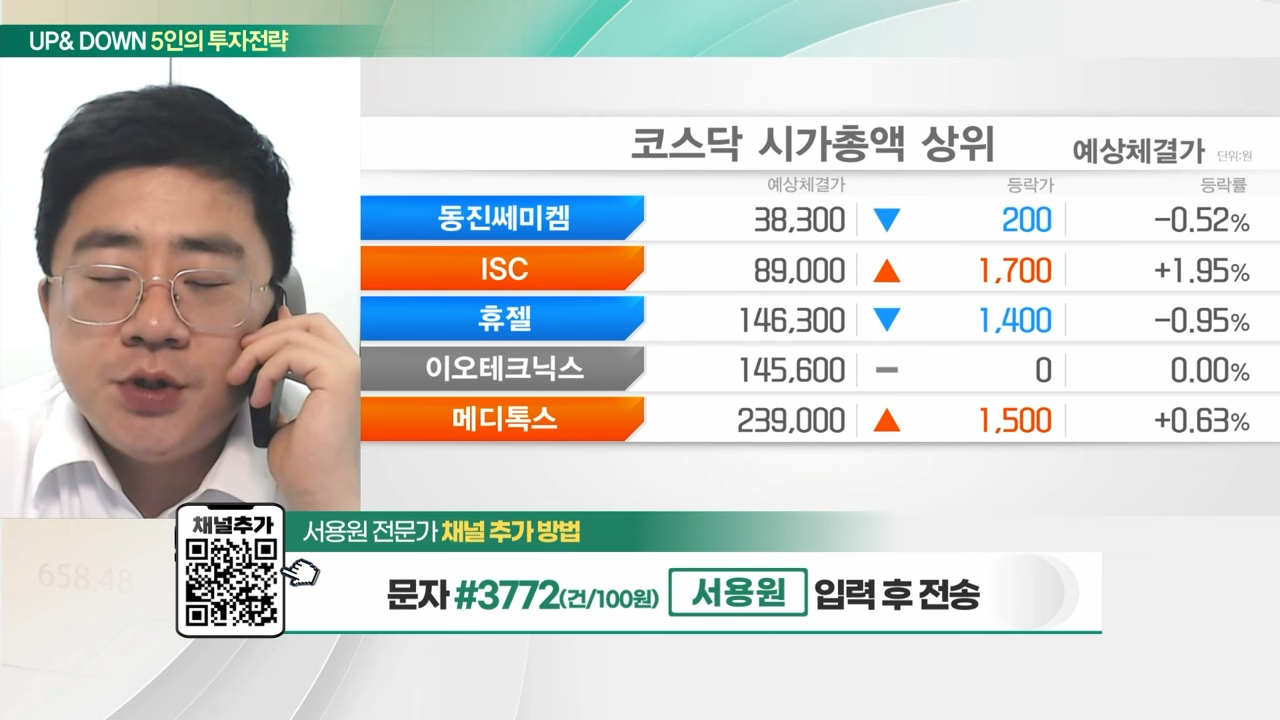 UP& DOWN 5인의 투자전략
코스닥 시가총액 상위 예상체결가 단위:원
예상체결가 등락가 등락률
동진쎄미켐 38,300 ▼ 200 -0.52%
ISC 89,000 ▲ 1,700 +1.95%
휴젤 146,300 ▼ 1,400 -0.95%
이오테크닉스 145,600 - 0 0.00%
메디톡스 239,000 ▲ 1,500 +0.63%
채널추가
서용원 전문가 채널 추가 방법
658.48
문자 #3772(건/100원) 서용원 입력 후 전송